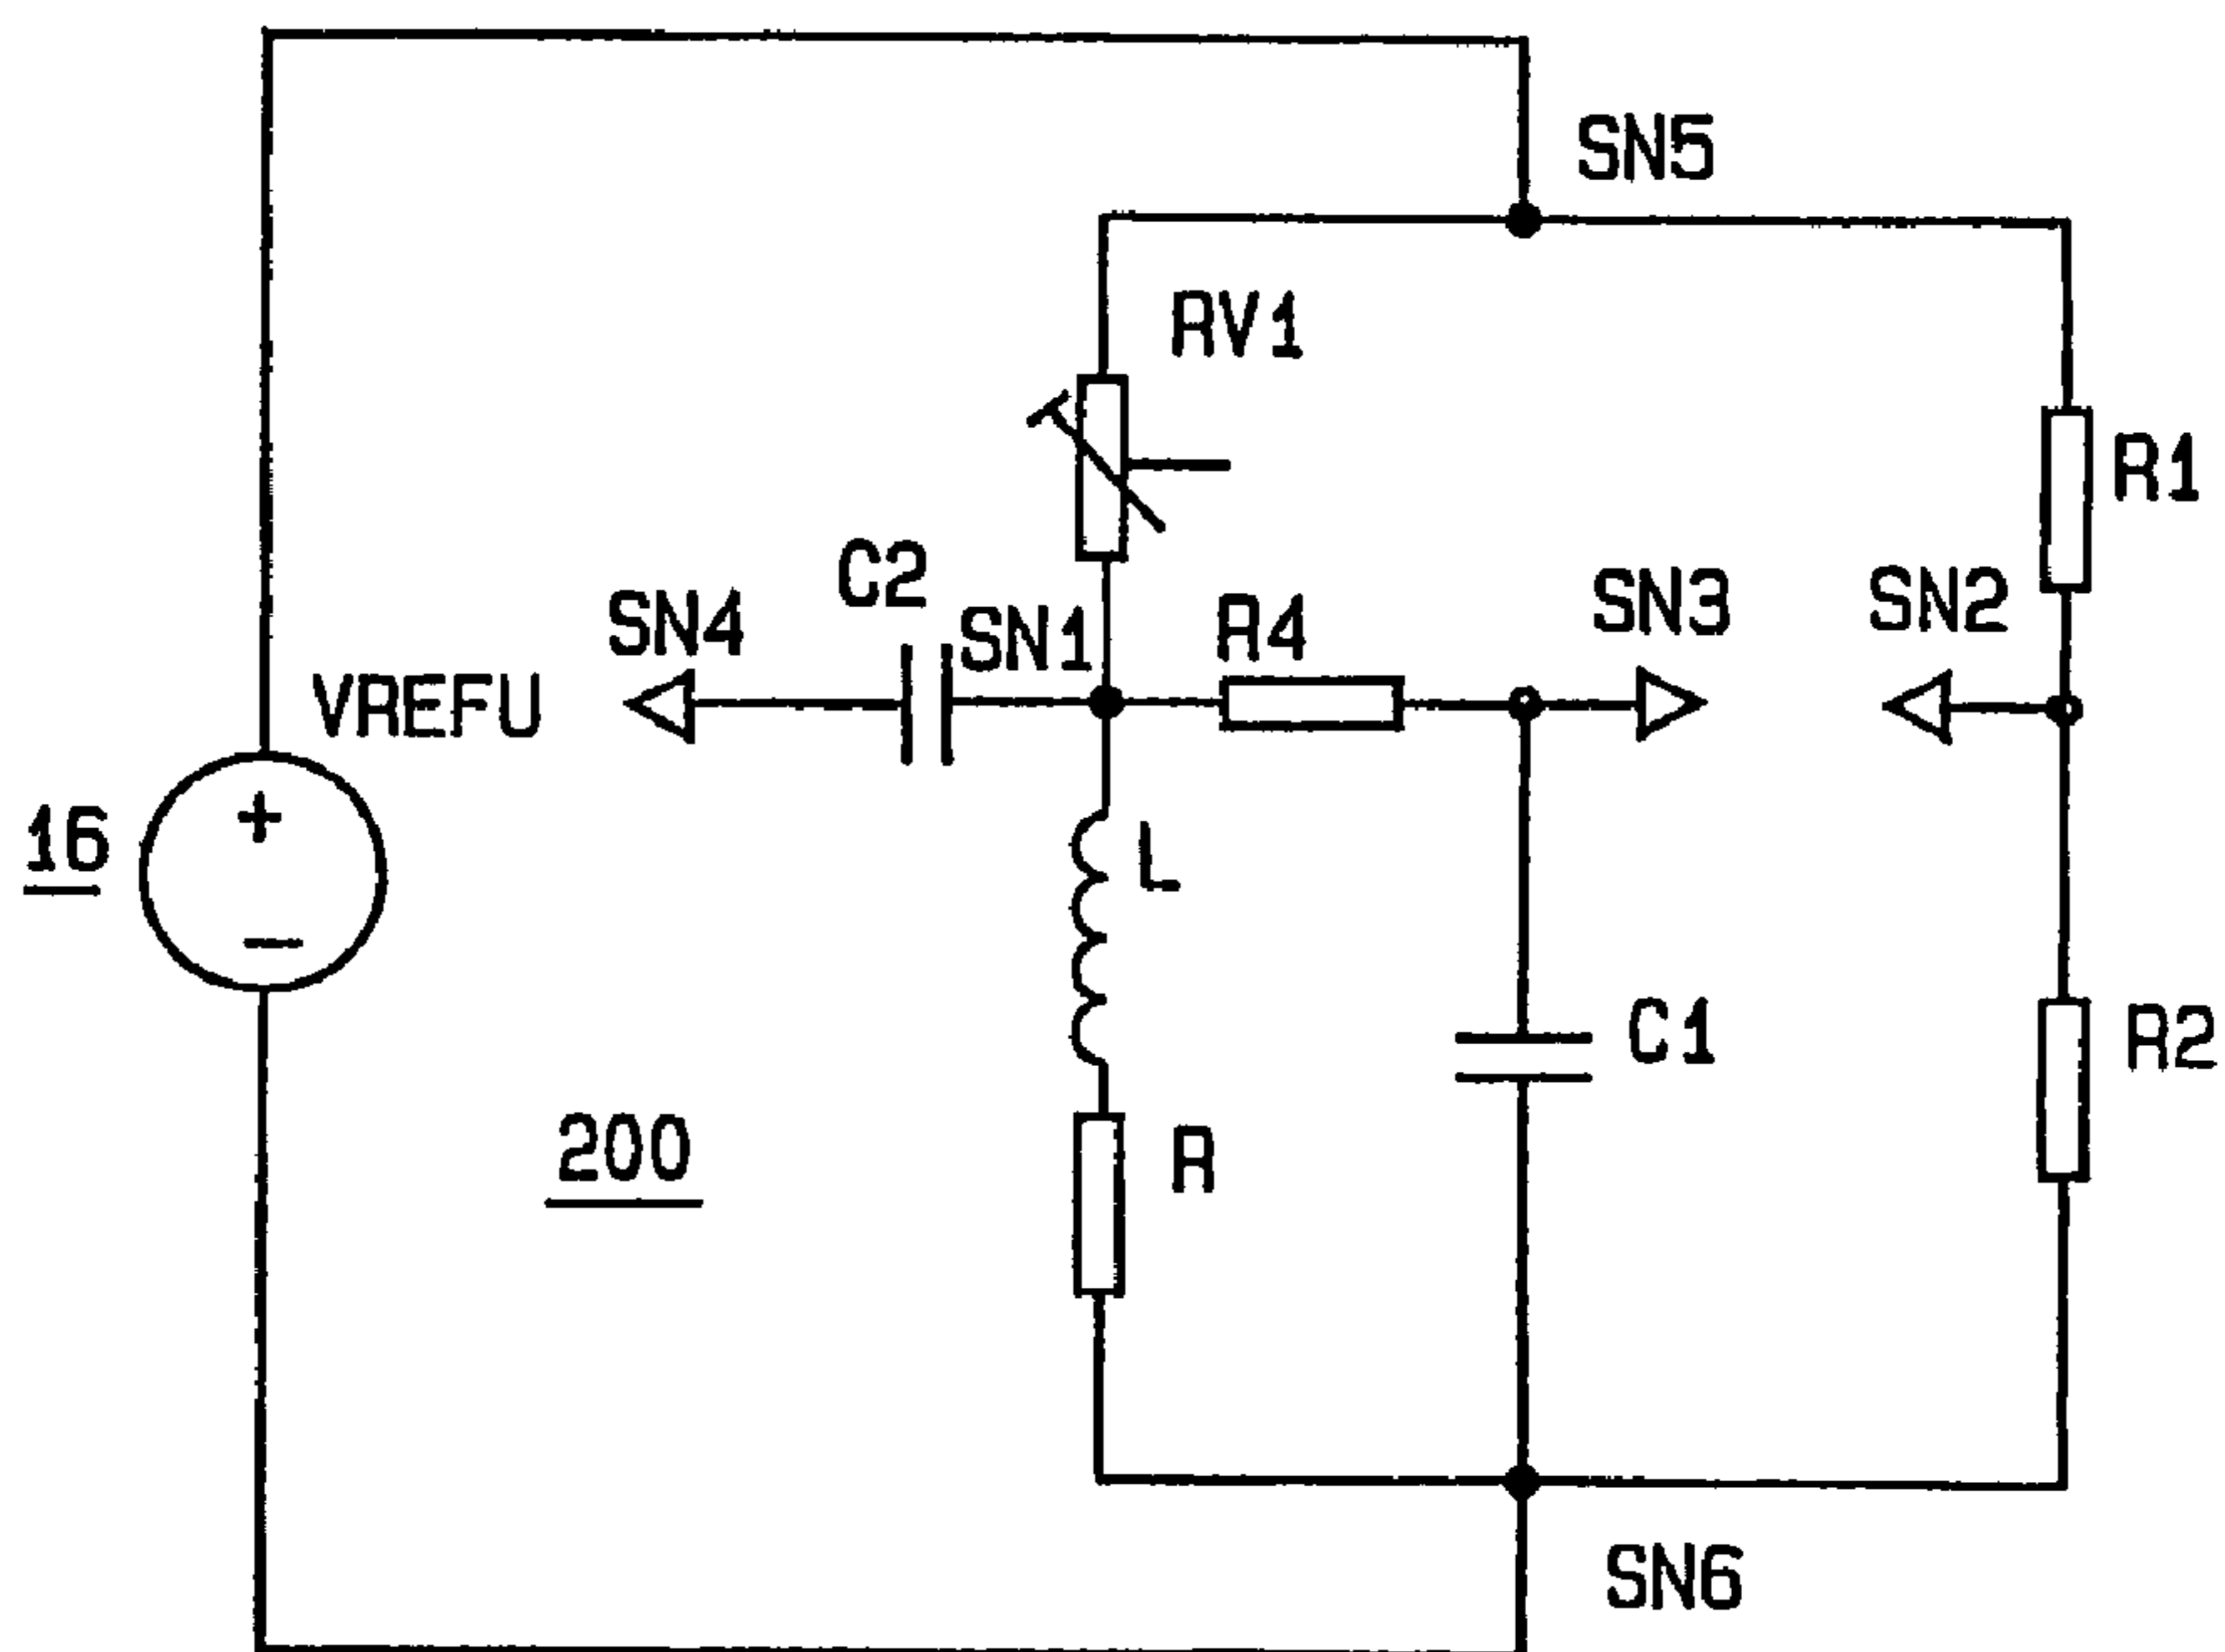 SN5
RV1
R1
C2
SN4
SN1
R4
SN3
SN2
VREFU
+
16
L
−
C1
R2
200
R
SN6